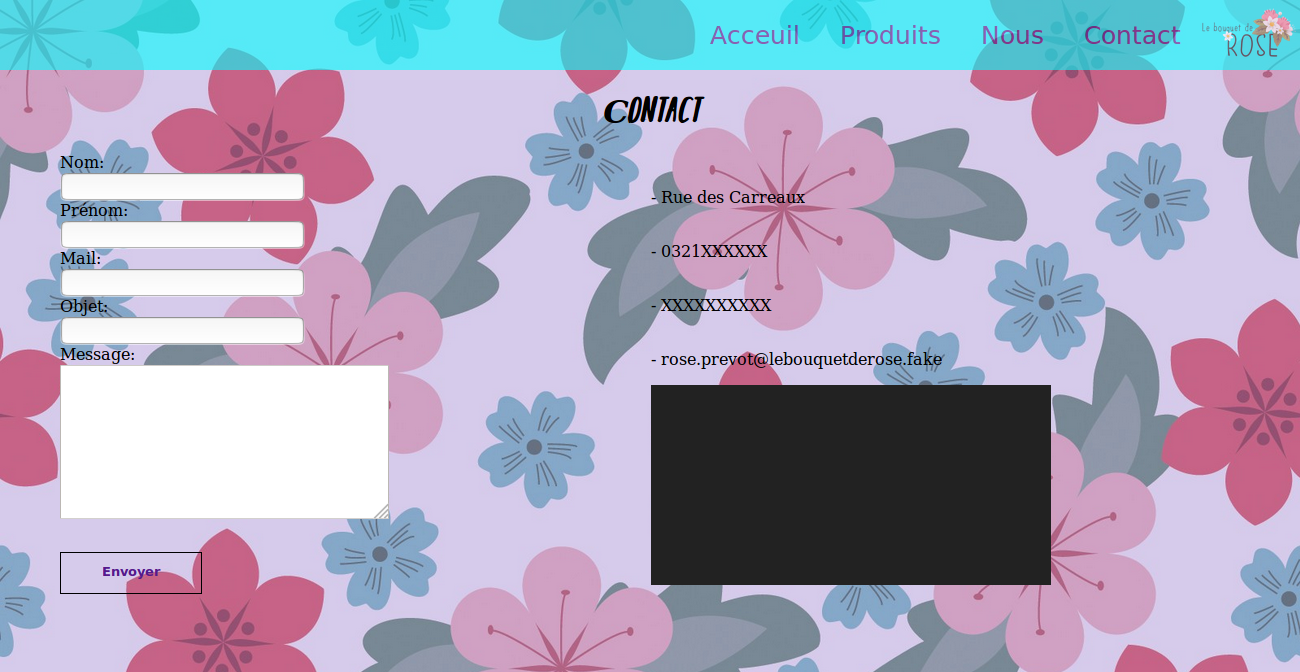 Acceuil Produits Nous Contact
Le bouquet de
ROSE
CONTACT
Nom:
Prenom:
Mail:
Objet:
Message:
Envoyer
- Rue des Carreaux
- 0321XXXXXX
- XXXXXXXXXX
- rose.prevot@lebouquetderose.fake